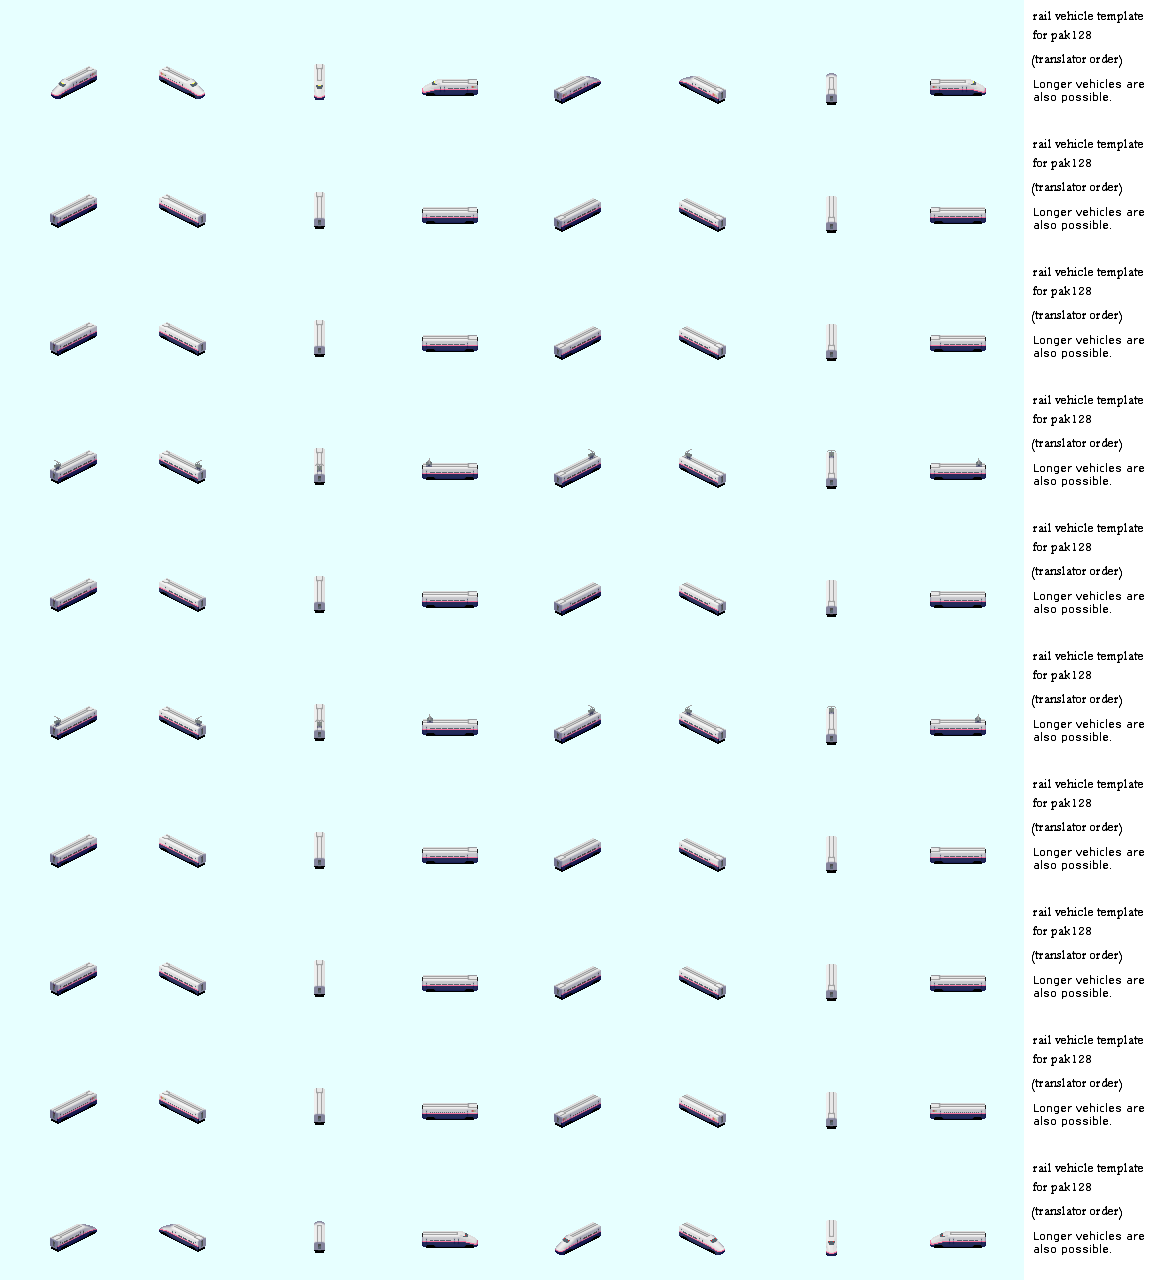 rail vehicle template
for pak128
(translator order)
Longer vehicles are
also possible.
rail vehicle template
for pak128
(translator order)
Longer vehicles are
also possible.
rail vehicle template
for pak128
(translator order)
Longer vehicles are
also possible.
rail vehicle template
for pak128
(translator order)
Longer vehicles are
also possible.
rail vehicle template
for pak128
(translator order)
Longer vehicles are
also possible.
rail vehicle template
for pak128
(translator order)
Longer vehicles are
also possible.
rail vehicle template
for pak128
(translator order)
Longer vehicles are
also possible.
rail vehicle template
for pak128
(translator order)
Longer vehicles are
also possible.
rail vehicle template
for pak128
(translator order)
Longer vehicles are
also possible.
rail vehicle template
for pak128
(translator order)
Longer vehicles are
also possible.